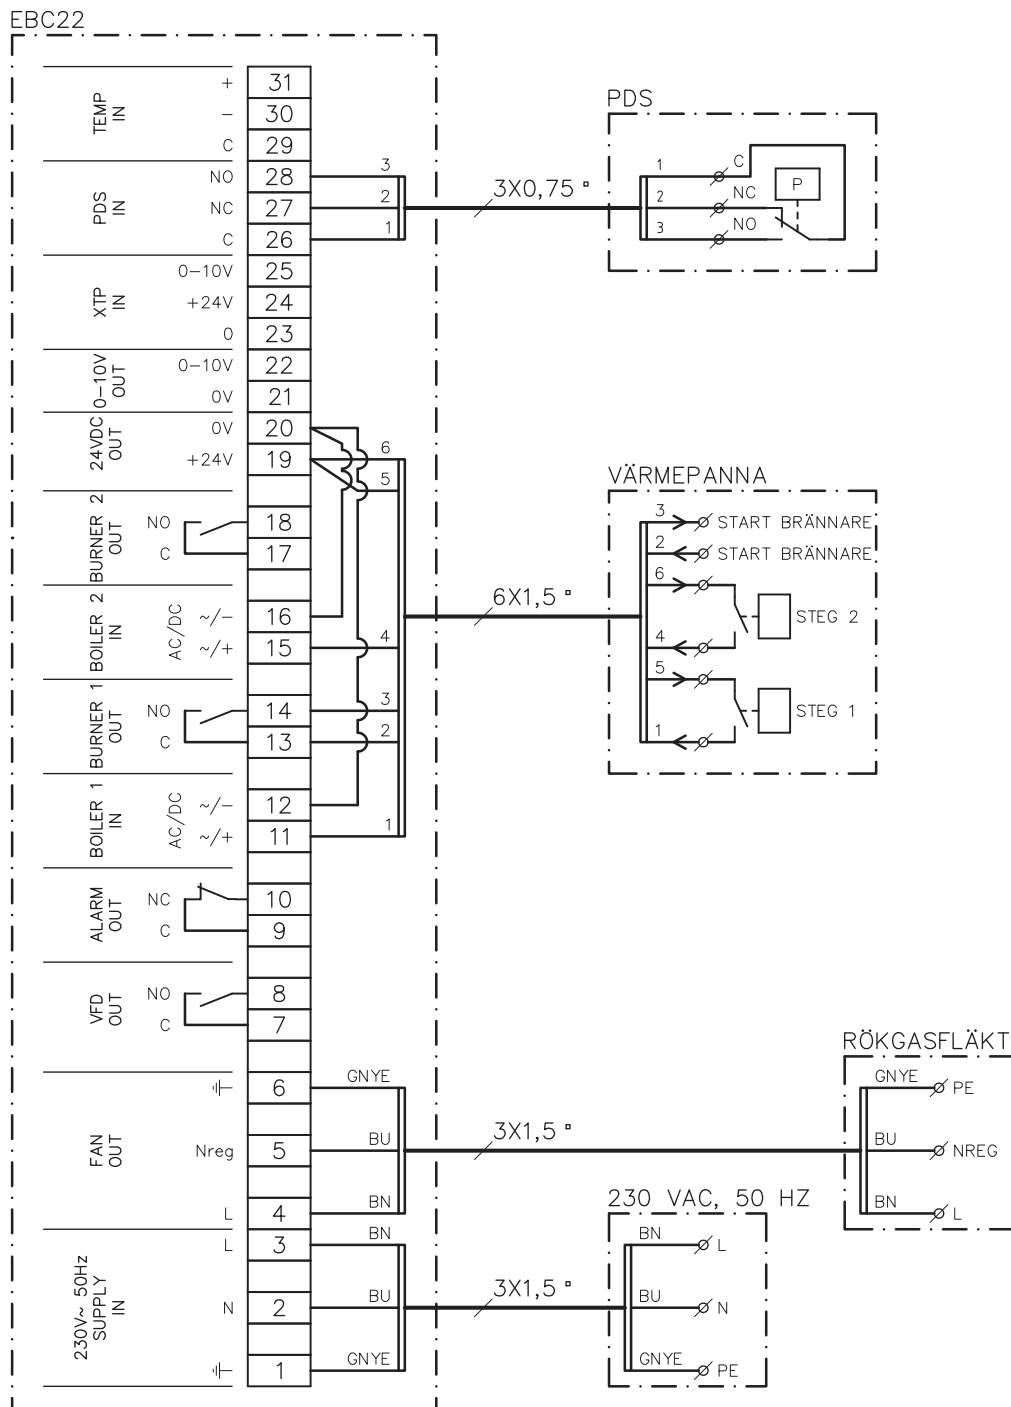 EBC22
TEMP IN
+ 31
– 30
C 29
PDS IN
NO 28 3
NC 27 2
C 26 1
3X0,75 ▫
PDS
1 C
2 NC
3 NO
P
XTP IN
0–10V 25
+24V 24
0 23
0–10V OUT
0–10V 22
0V 21
24VDC OUT
0V 20
+24V 19
6
5
BURNER 2 OUT
NO 18
C 17
BOILER 2 IN
AC/DC
~/– 16
~/+ 15 4
BURNER 1 OUT
NO 14 3
C 13 2
BOILER 1 IN
AC/DC
~/– 12
~/+ 11 1
6X1,5 ▫
VÄRMEPANNA
3 START BRÄNNARE
2 START BRÄNNARE
6
STEG 2
4
5
STEG 1
1
ALARM OUT
NC 10
C 9
VFD OUT
NO 8
C 7
FAN OUT
6 GNYE
Nreg 5 BU
L 4 BN
3X1,5 ▫
RÖKGASFLÄKT
GNYE PE
BU NREG
BN L
230V~ 50Hz SUPPLY IN
L 3 BN
N 2 BU
1 GNYE
3X1,5 ▫
230 VAC, 50 HZ
BN L
BU N
GNYE PE